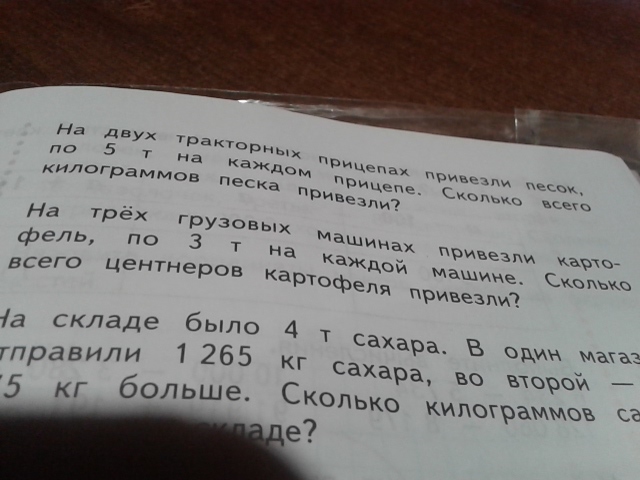 На двух тракторных прицепах привезли песок,
по 5 т на каждом прицепе. Сколько всего
килограммов песка привезли?
На трёх грузовых машинах привезли карто-
фель, по 3 т на каждой машине. Сколько
всего центнеров картофеля привезли?
На складе было 4 т сахара. В один магаз
тправили 1 265 кг сахара, во второй —
5 кг больше. Сколько килограммов са
складе?